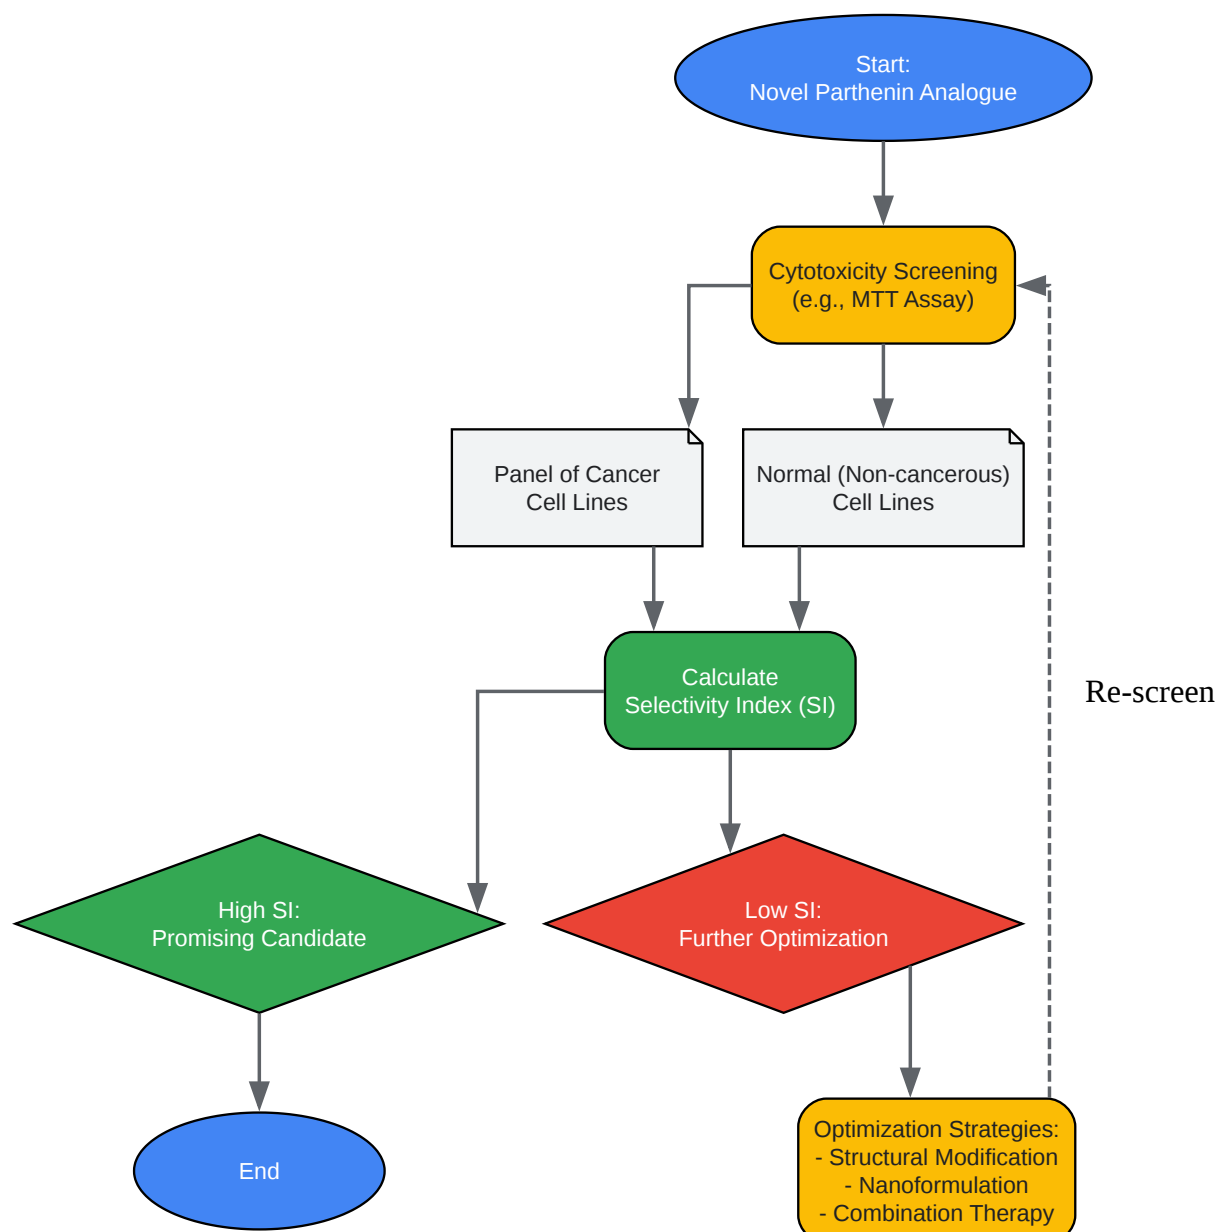 Start:
Novel Parthenin Analogue
Cytotoxicity Screening
(e.g., MTT Assay)
Panel of Cancer
Cell Lines
Normal (Non-cancerous)
Cell Lines
Calculate
Selectivity Index (SI)
Re-screen
High SI:
Promising Candidate
Low SI:
Further Optimization
End
Optimization Strategies:
- Structural Modification
- Nanoformulation
- Combination Therapy